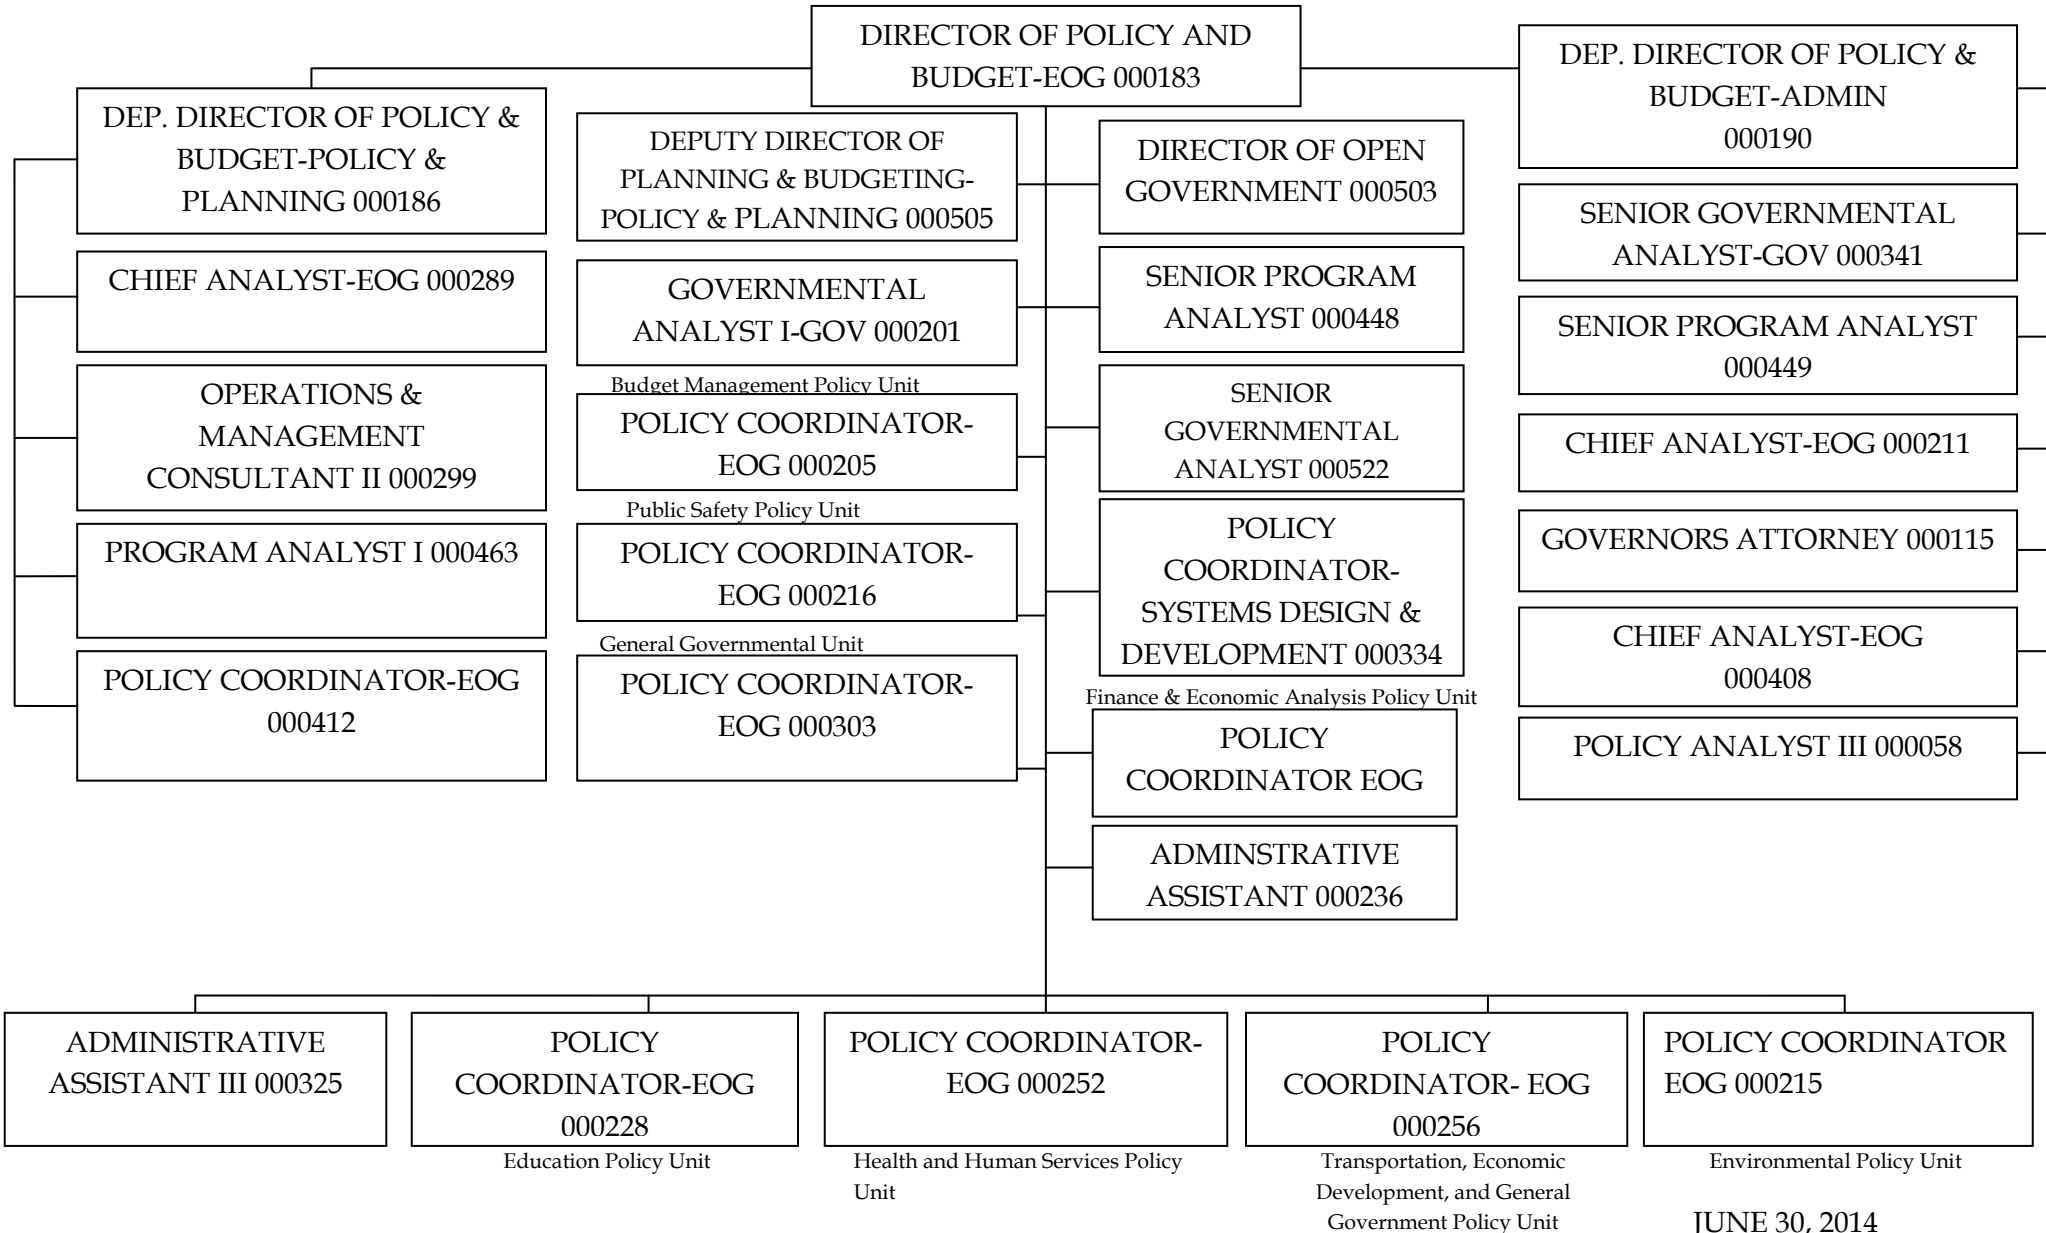 DIRECTOR OF POLICY AND
BUDGET-EOG 000183
DEP. DIRECTOR OF POLICY &
BUDGET-POLICY &
PLANNING 000186
CHIEF ANALYST-EOG 000289
OPERATIONS &
MANAGEMENT
CONSULTANT II 000299
PROGRAM ANALYST I 000463
POLICY COORDINATOR-EOG
000412
DEPUTY DIRECTOR OF
PLANNING & BUDGETING-
POLICY & PLANNING 000505
GOVERNMENTAL
ANALYST I-GOV 000201
Budget Management Policy Unit
POLICY COORDINATOR-
EOG 000205
Public Safety Policy Unit
POLICY COORDINATOR-
EOG 000216
General Governmental Unit
POLICY COORDINATOR-
EOG 000303
DIRECTOR OF OPEN
GOVERNMENT 000503
SENIOR PROGRAM
ANALYST 000448
SENIOR
GOVERNMENTAL
ANALYST 000522
POLICY
COORDINATOR-
SYSTEMS DESIGN &
DEVELOPMENT 000334
Finance & Economic Analysis Policy Unit
POLICY
COORDINATOR EOG
ADMINSTRATIVE
ASSISTANT 000236
DEP. DIRECTOR OF POLICY &
BUDGET-ADMIN
000190
SENIOR GOVERNMENTAL
ANALYST-GOV 000341
SENIOR PROGRAM ANALYST
000449
CHIEF ANALYST-EOG 000211
GOVERNORS ATTORNEY 000115
CHIEF ANALYST-EOG
000408
POLICY ANALYST III 000058
ADMINISTRATIVE
ASSISTANT III 000325
POLICY
COORDINATOR-EOG
000228
Education Policy Unit
POLICY COORDINATOR-
EOG 000252
Health and Human Services Policy
Unit
POLICY
COORDINATOR- EOG
000256
Transportation, Economic
Development, and General
Government Policy Unit
POLICY COORDINATOR
EOG 000215
Environmental Policy Unit
JUNE 30, 2014